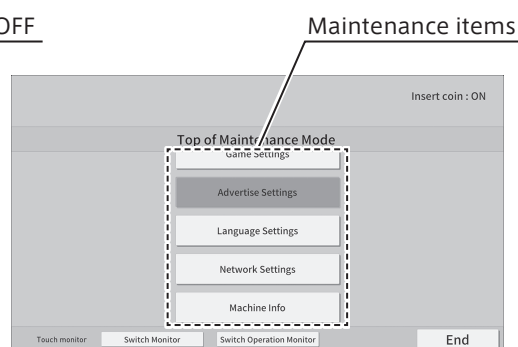 OFF
Maintenance items
Insert coin : ON
Top of Maintenance Mode
Game Settings
Advertise Settings
Language Settings
Network Settings
Machine Info
Touch monitor Switch Monitor Switch Operation Monitor End